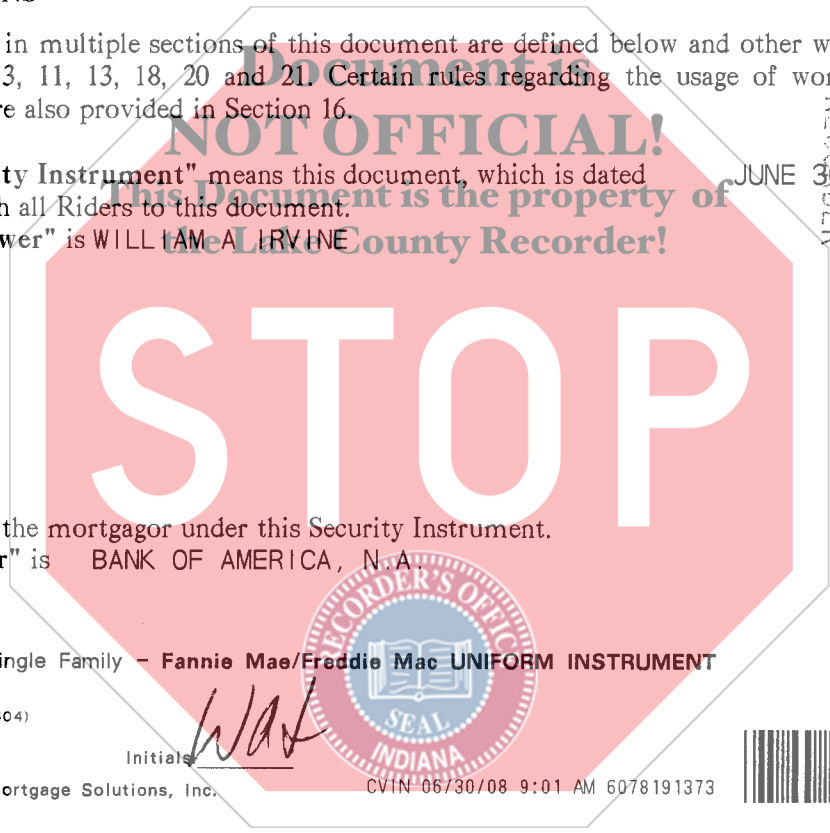 in multiple sections of this document are defined below and other w
3, 11, 13, 18, 20 and 21. Certain rules regarding the usage of wor
re also provided in Section 16.
ty Instrument" means this document, which is dated JUNE 3
h all Riders to this document.
wer" is WILLIAM A IRVINE
Document is
NOT OFFICIAL!
This Document is the property of
the Lake County Recorder!
STOP
the mortgagor under this Security Instrument.
r" is BANK OF AMERICA, N.A.
RECORDER'S OFFICE
SEAL
INDIANA
ingle Family - Fannie Mae/Freddie Mac UNIFORM INSTRUMENT
04)
Initials
ortgage Solutions, Inc.
CVIN 06/30/08 9:01 AM 6078191373